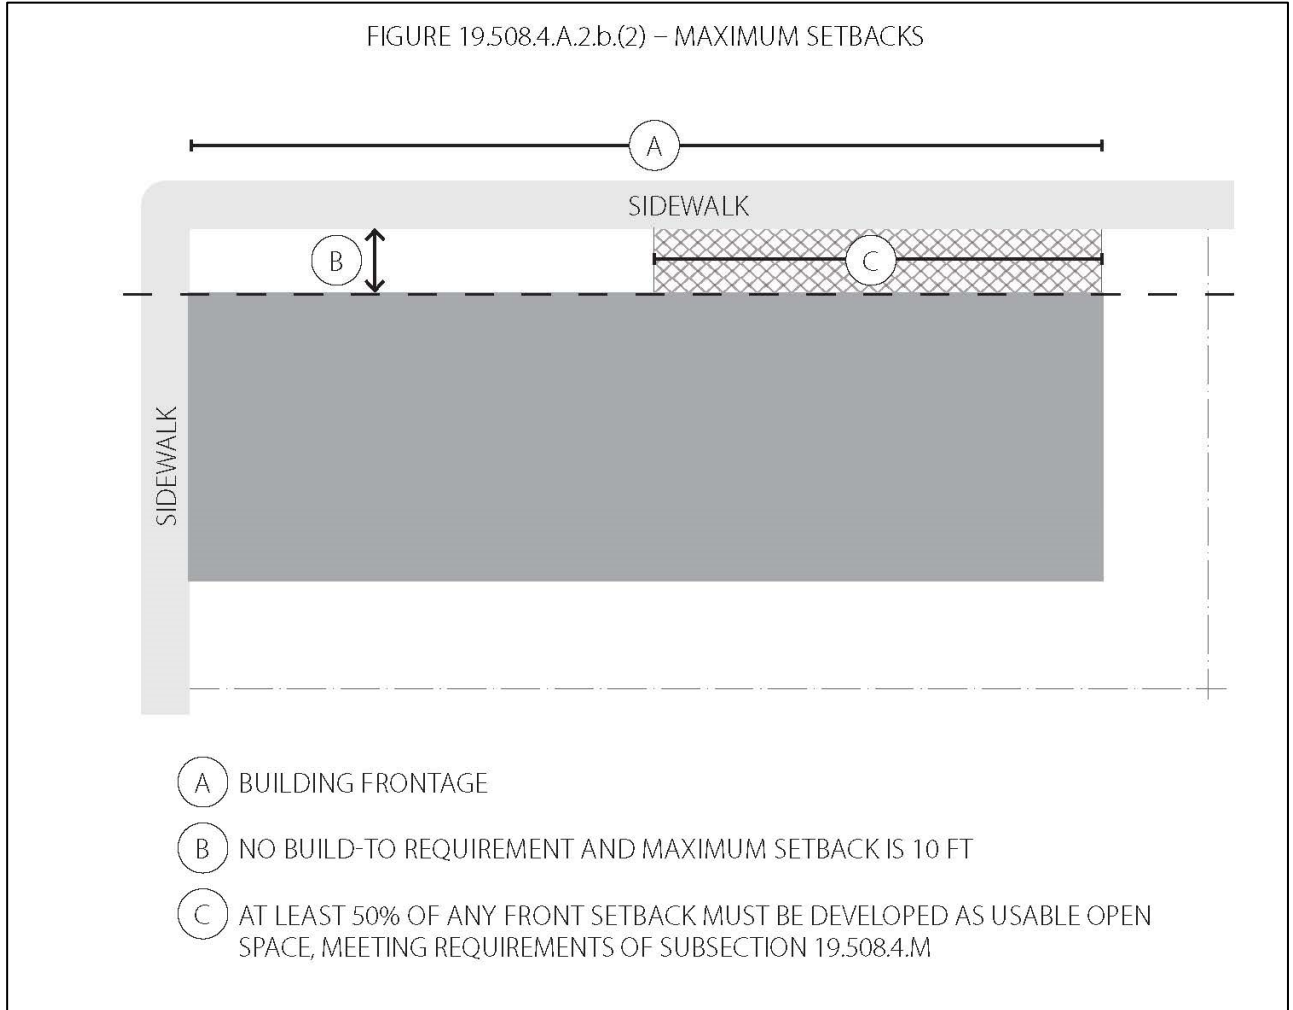 FIGURE 19.508.4.A.2.b.(2) – MAXIMUM SETBACKS
A
SIDEWALK
B
C
SIDEWALK
A BUILDING FRONTAGE
B NO BUILD-TO REQUIREMENT AND MAXIMUM SETBACK IS 10 FT
C AT LEAST 50% OF ANY FRONT SETBACK MUST BE DEVELOPED AS USABLE OPEN
SPACE, MEETING REQUIREMENTS OF SUBSECTION 19.508.4.M